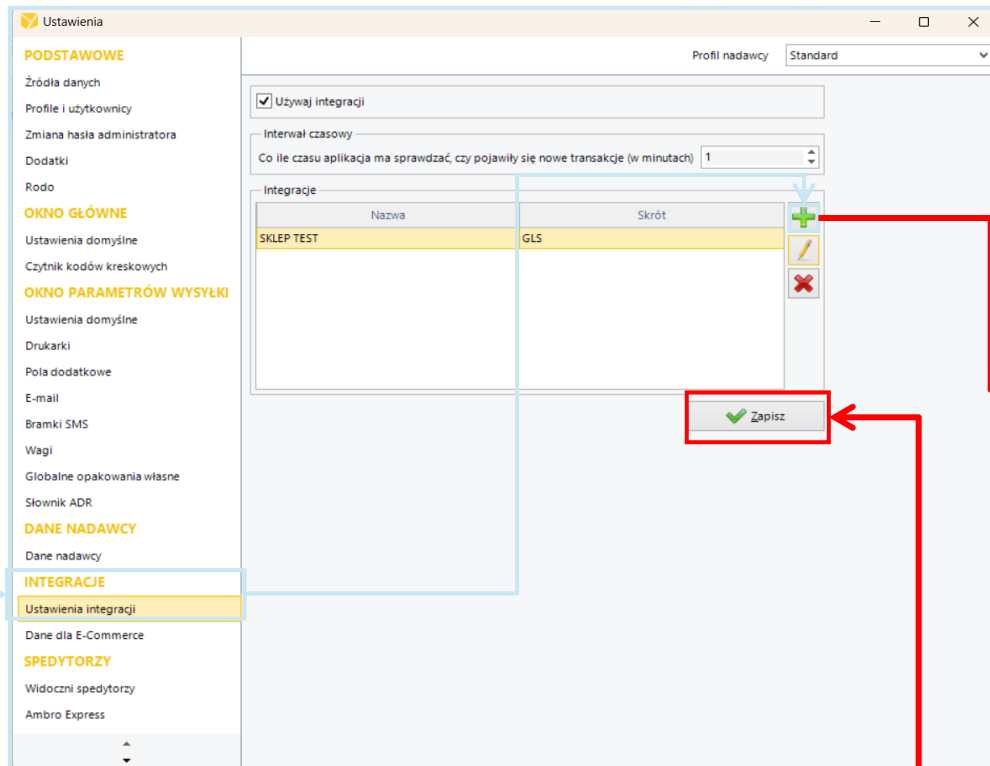 Ustawienia
PODSTAWOWE
Źródła danych
Profile i użytkownicy
Zmiana hasła administratora
Dodatki
Rodo
OKNO GŁÓWNE
Ustawienia domyślne
Czytnik kodów kreskowych
OKNO PARAMETRÓW WYSYŁKI
Ustawienia domyślne
Drukarki
Pola dodatkowe
E-mail
Bramki SMS
Wagi
Globalne opakowania własne
Słownik ADR
DANE NADAWCY
Dane nadawcy
INTEGRACJE
Ustawienia integracji
Dane dla E-Commerce
SPEDYTORZY
Widoczni spedytorzy
Ambro Express
Profil nadawcy Standard
Używaj integracji
Interwał czasowy
Co ile czasu aplikacja ma sprawdzać, czy pojawiły się nowe transakcje (w minutach) 1
Integracje
Nazwa Skrót
SKLEP TEST GLS
Zapisz